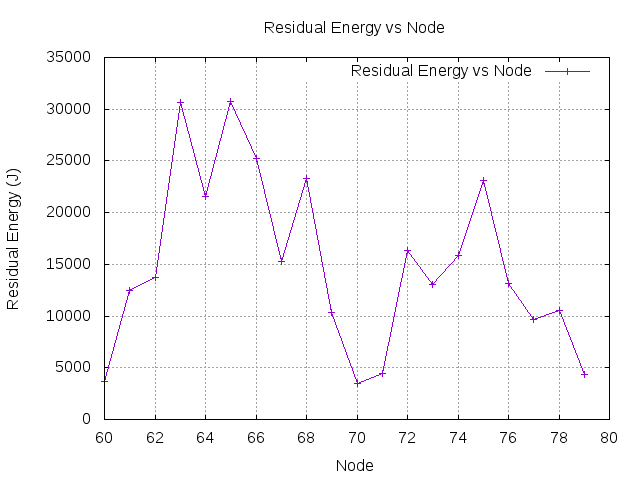 Residual Energy vs Node
35000
Residual Energy vs Node
30000
25000
20000
15000
10000
5000
0
Residual Energy (J)
60 62 64 66 68 70 72 74 76 78 80
Node